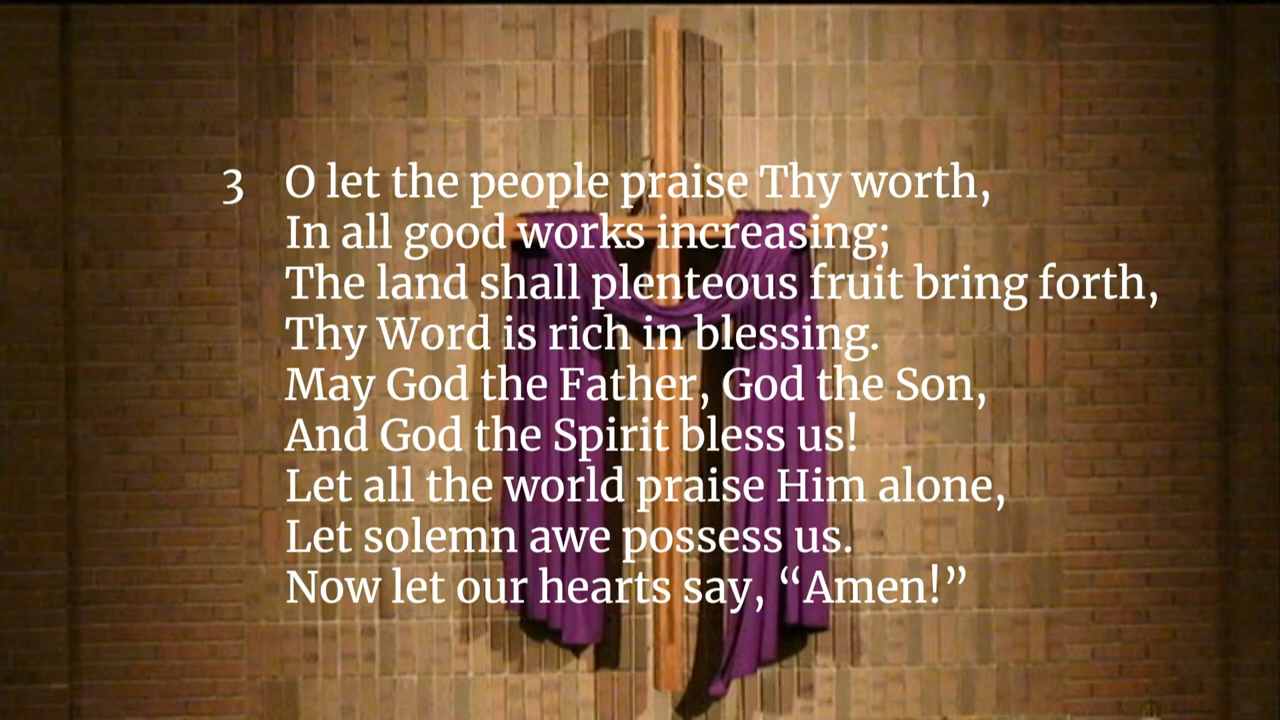 3 O let the people praise Thy worth,
In all good works increasing;
The land shall plenteous fruit bring forth,
Thy Word is rich in blessing.
May God the Father, God the Son,
And God the Spirit bless us!
Let all the world praise Him alone,
Let solemn awe possess us.
Now let our hearts say, “Amen!”